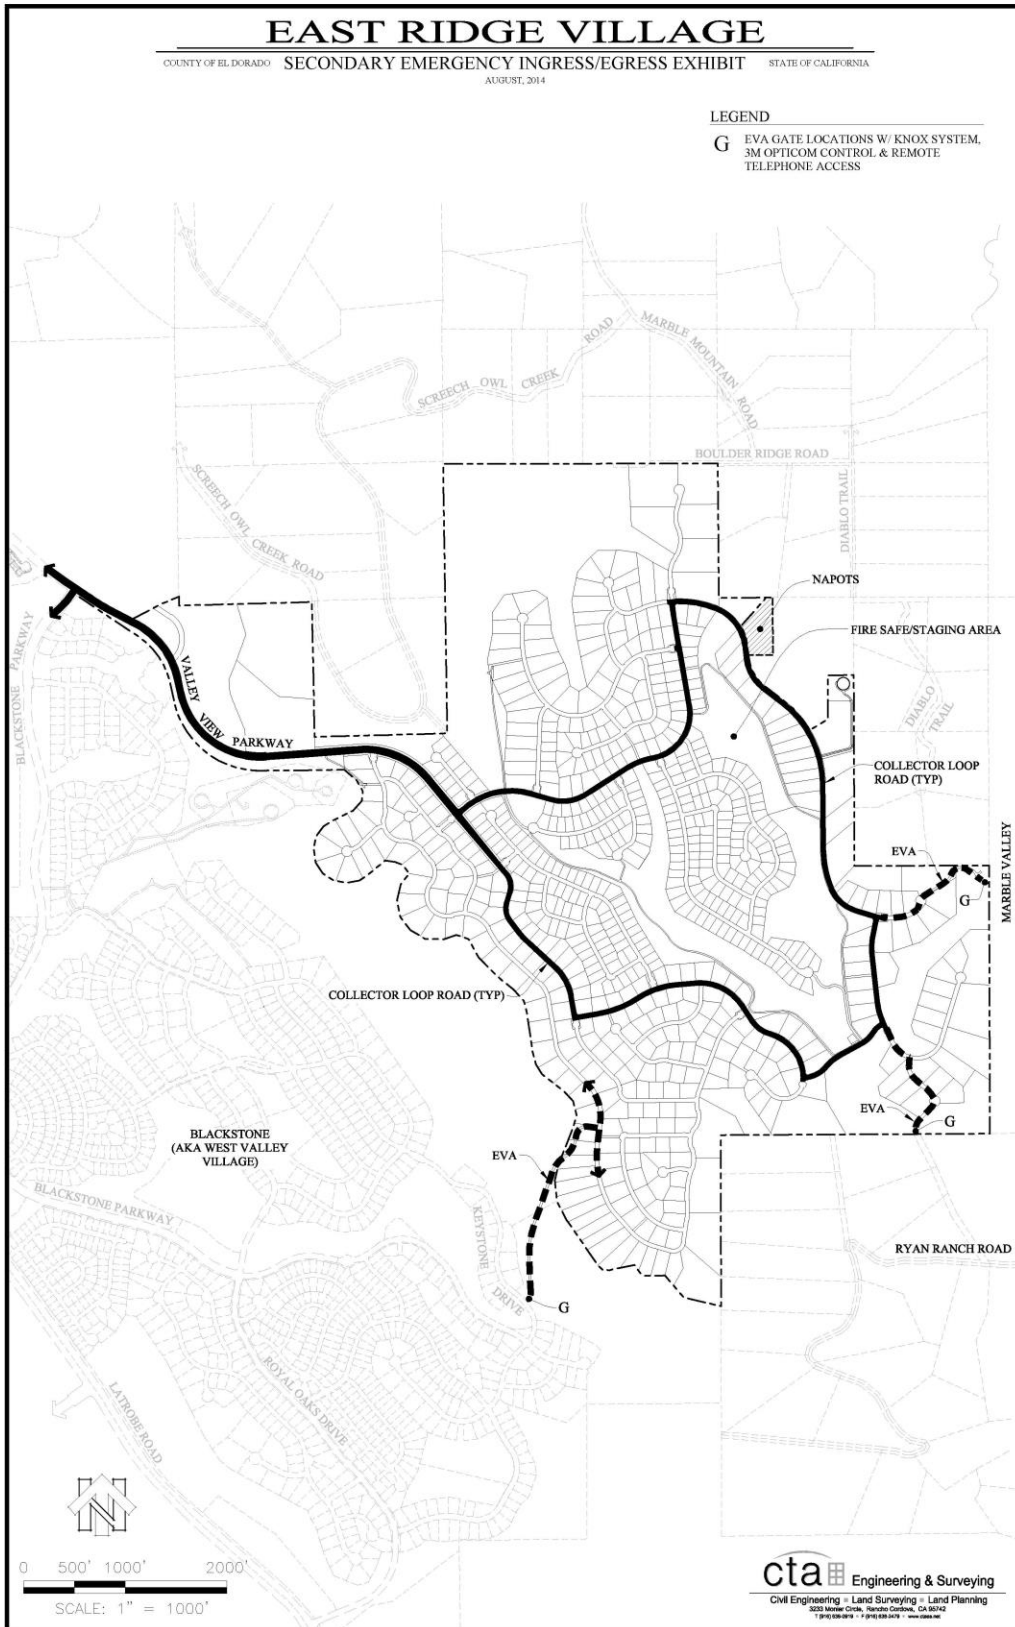 EAST RIDGE VILLAGE
COUNTY OF EL DORADO SECONDARY EMERGENCY INGRESS/EGRESS EXHIBIT STATE OF CALIFORNIA
AUGUST, 2014
LEGEND
G EVA GATE LOCATIONS W/ KNOX SYSTEM,
3M OPTICOM CONTROL & REMOTE
TELEPHONE ACCESS
SCREECH OWL CREEK ROAD
MARBLE MOUNTAIN ROAD
BOULDER RIDGE ROAD
SCREECH OWL CREEK ROAD
DIABLO TRAIL
NAPOTS
FIRE SAFE/STAGING AREA
BLACKSTONE PARKWAY
VALLEY VIEW PARKWAY
DIABLO TRAIL
COLLECTOR LOOP
ROAD (TYP)
EVA
G
MARBLE VALLEY
COLLECTOR LOOP ROAD (TYP)
EVA
G
BLACKSTONE
(AKA WEST VALLEY
VILLAGE)
EVA
BLACKSTONE PARKWAY
KEYSTONE DRIVE
RYAN RANCH ROAD
G
ROYAL OAKS DRIVE
LATROBE ROAD
N
0 500' 1000' 2000'
SCALE: 1" = 1000'
cta Engineering & Surveying
Civil Engineering Land Surveying Land Planning
3233 Monier Circle, Rancho Cordova, CA 95742